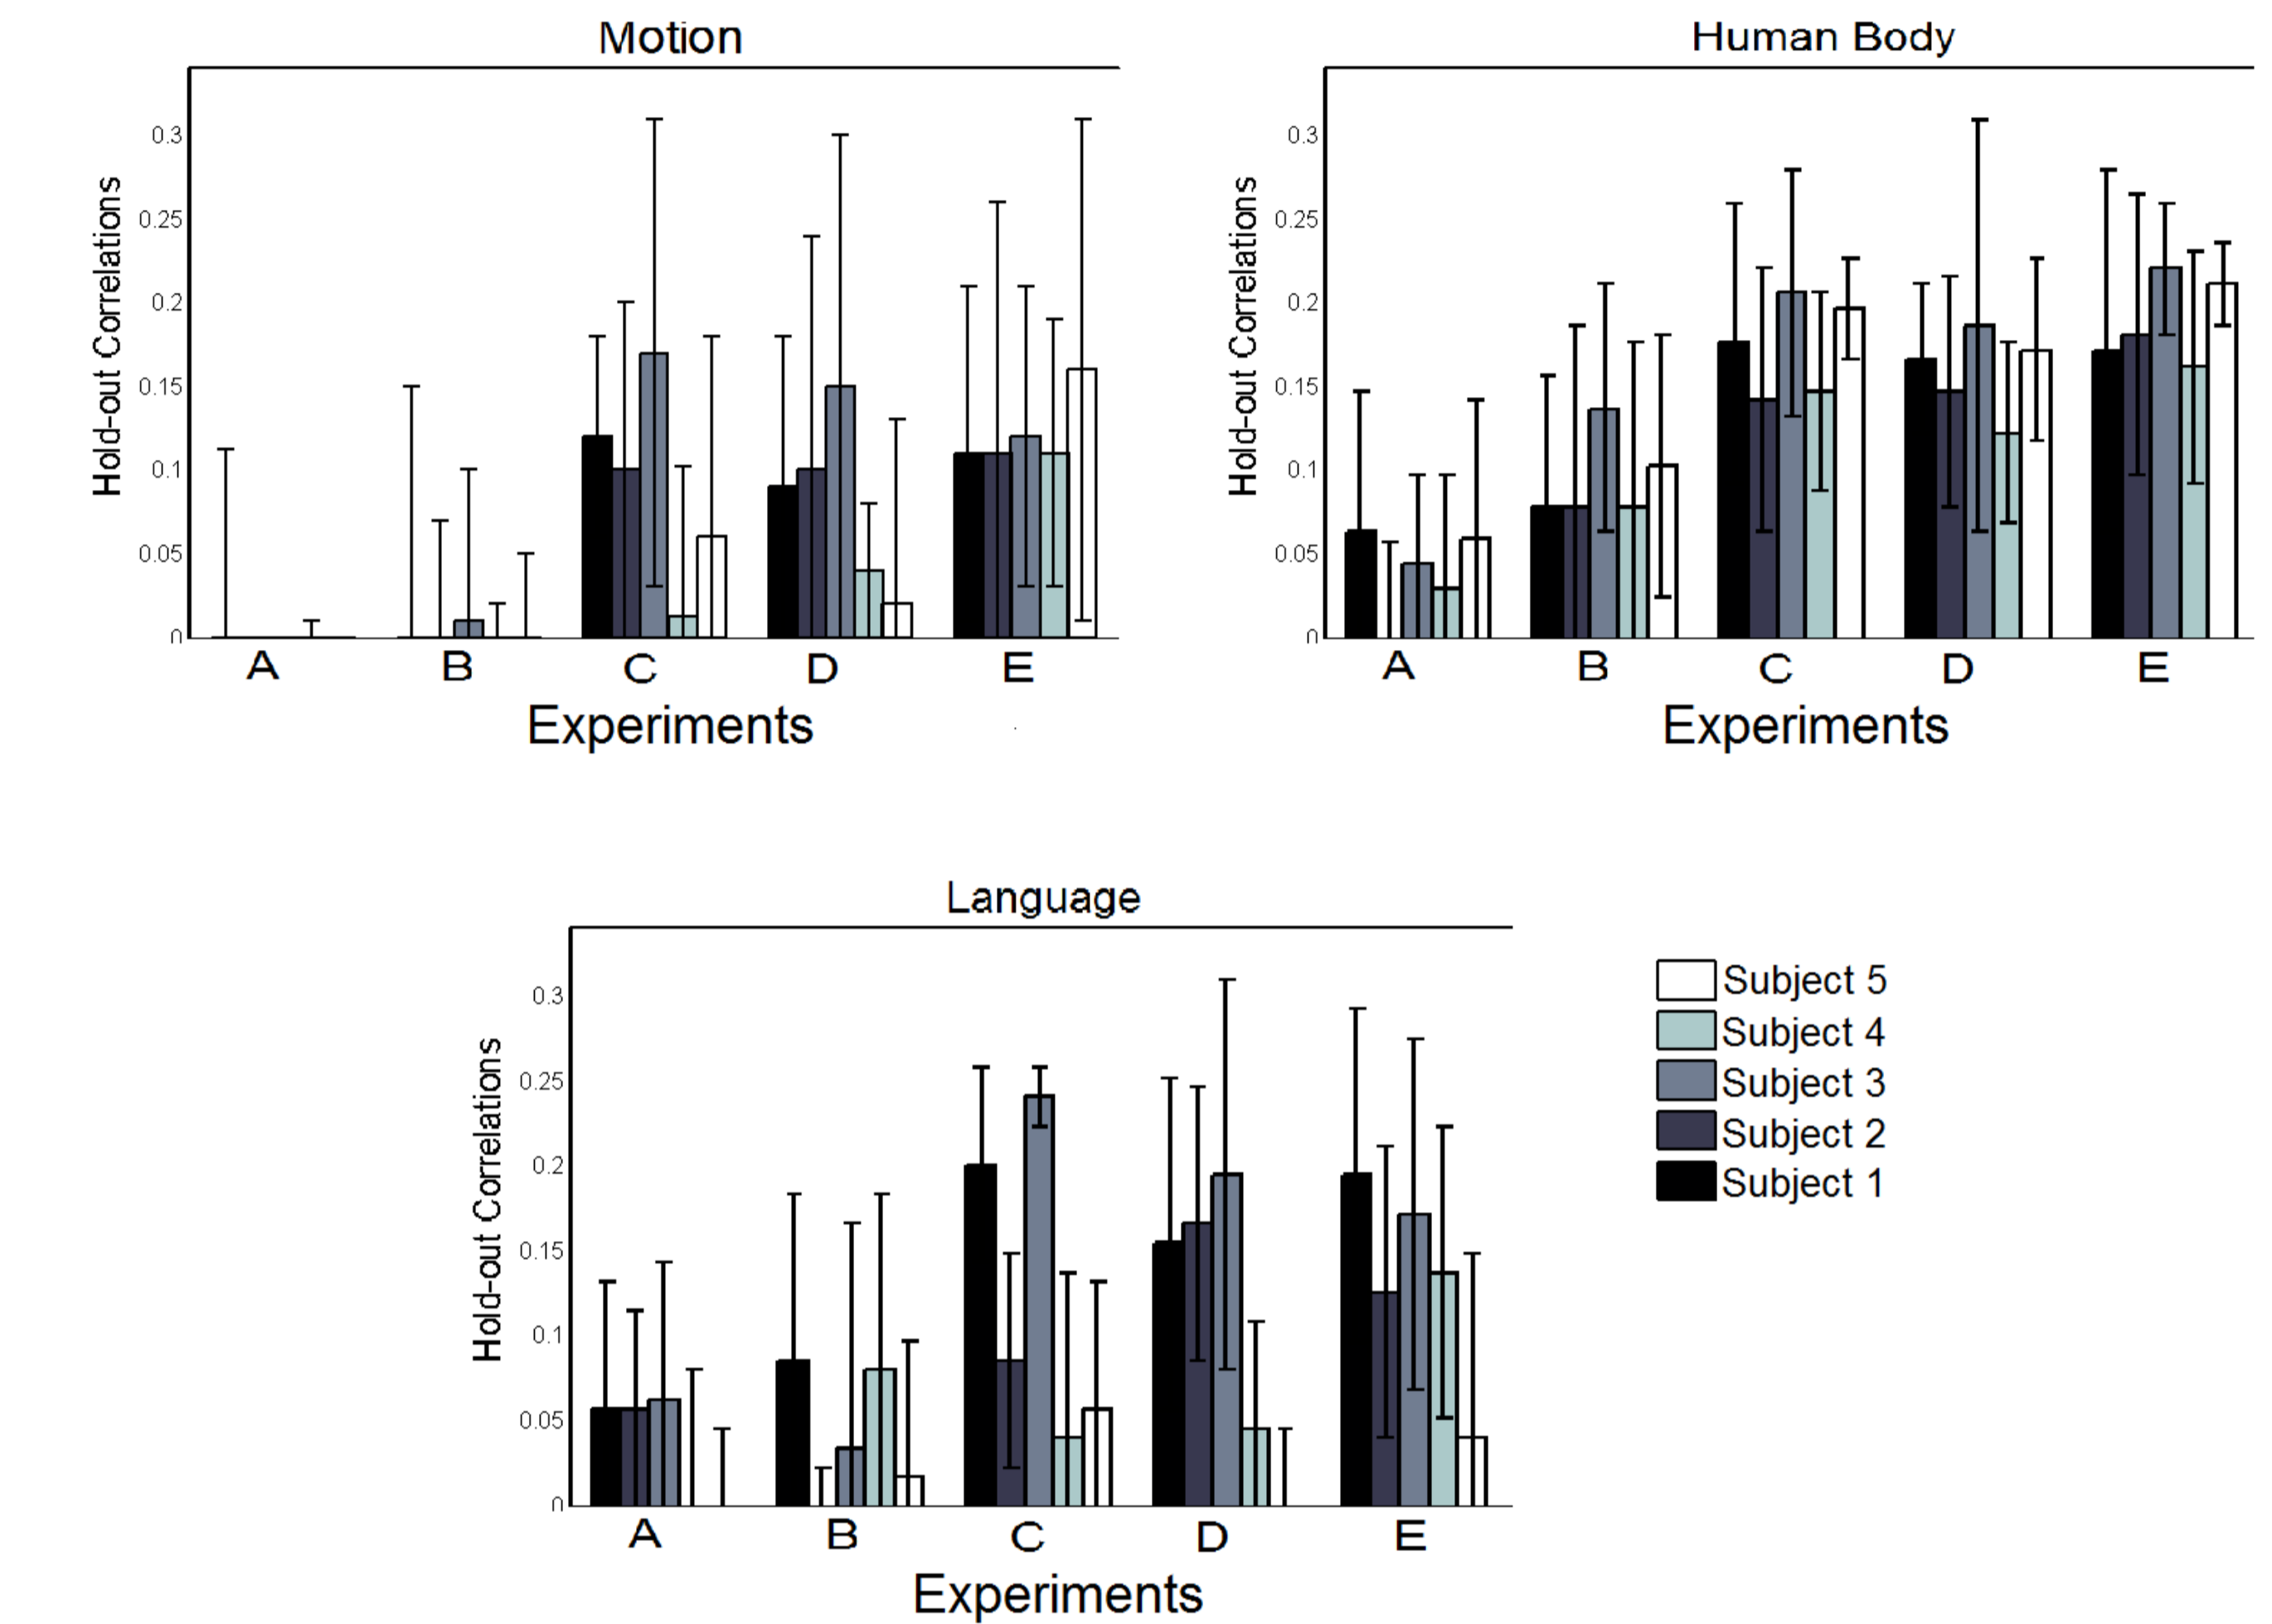 Motion
Hold-out Correlations
0.3
0.25
0.2
0.15
0.1
0.05
0
A B C D E
Experiments
Human Body
Hold-out Correlations
0.3
0.25
0.2
0.15
0.1
0.05
0
A B C D E
Experiments
Language
Hold-out Correlations
0.3
0.25
0.2
0.15
0.1
0.05
0
A B C D E
Experiments
Subject 5
Subject 4
Subject 3
Subject 2
Subject 1